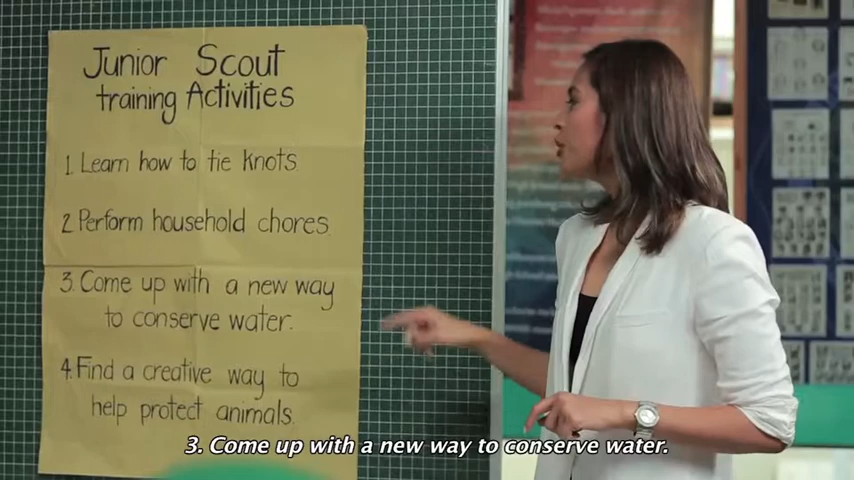 Junior Scout
training Activities
1. Learn how to tie knots.
2. Perform household chores.
3. Come up with a new way
to conserve water.
4. Find a creative way to
help protect animals.
3. Come up with a new way to conserve water.